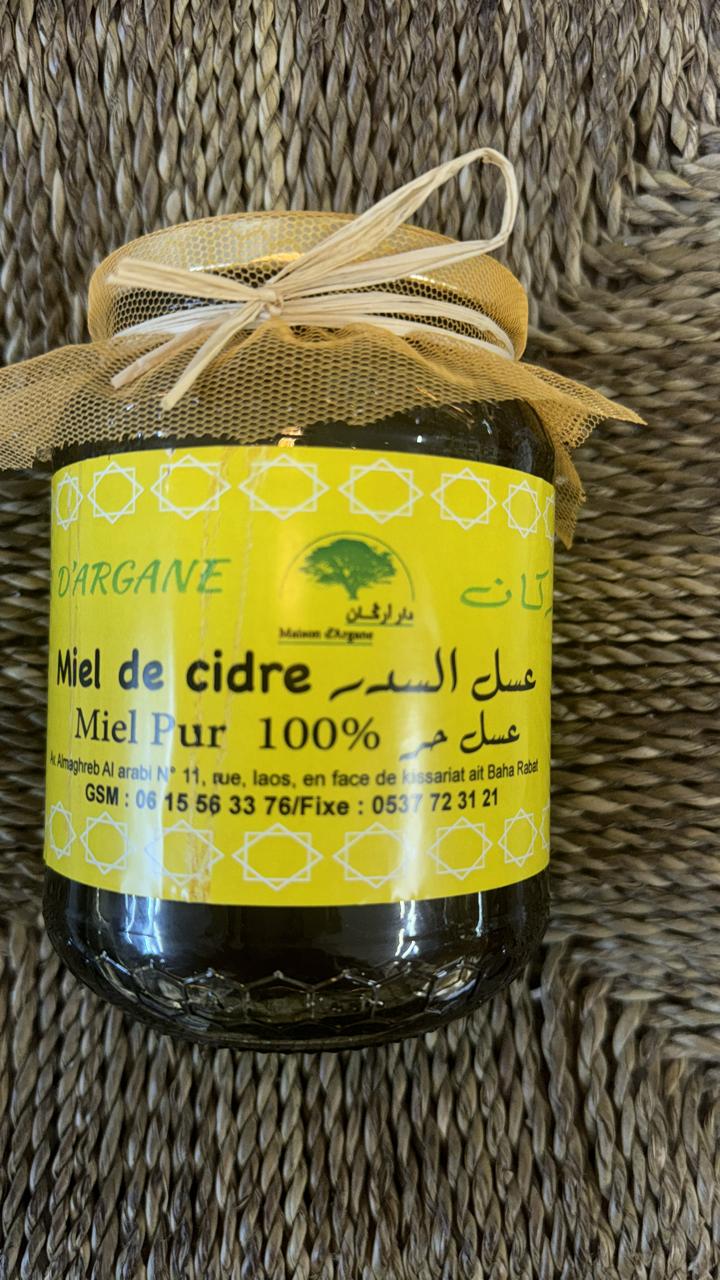 D'ARGANE
دار أرگان
Maison d'Argane
Miel de cidre عسل السدر
Miel Pur 100% عسل حر
Av. Almaghreb Al arabi N° 11, rue, laos, en face de kissariat ait Baha Rabat
GSM : 06 15 56 33 76/Fixe : 0537 72 31 21